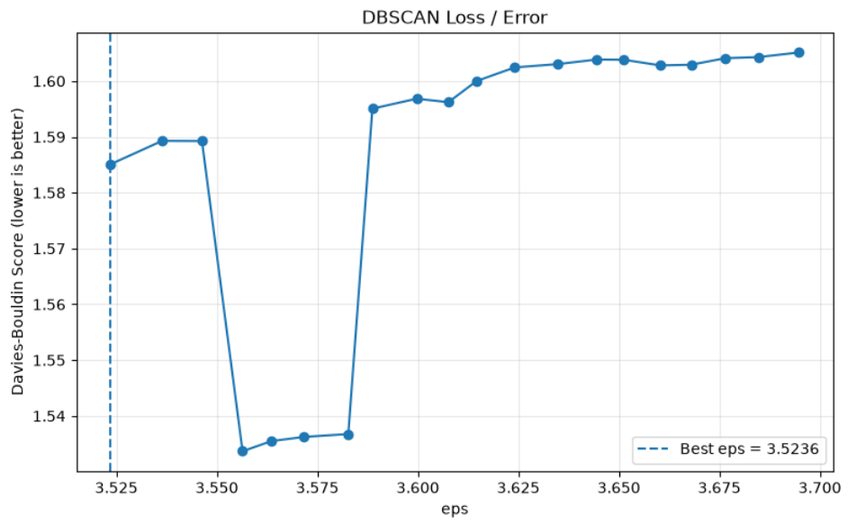 DBSCAN Loss / Error
Davies-Bouldin Score (lower is better)
1.60
1.59
1.58
1.57
1.56
1.55
1.54
Best eps = 3.5236
3.525 3.550 3.575 3.600 3.625 3.650 3.675 3.700
eps